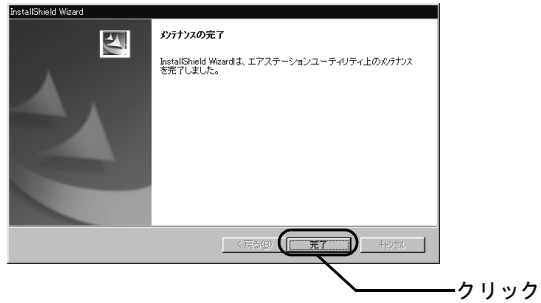 InstallShield Wizard
ﾒﾝﾃﾅﾝｽの完了
InstallShield Wizardは、エアステーションユーティリティ上のﾒﾝﾃﾅﾝｽ
を完了しました。
< 戻る(B)
完了
ｷｬﾝｾﾙ
クリック